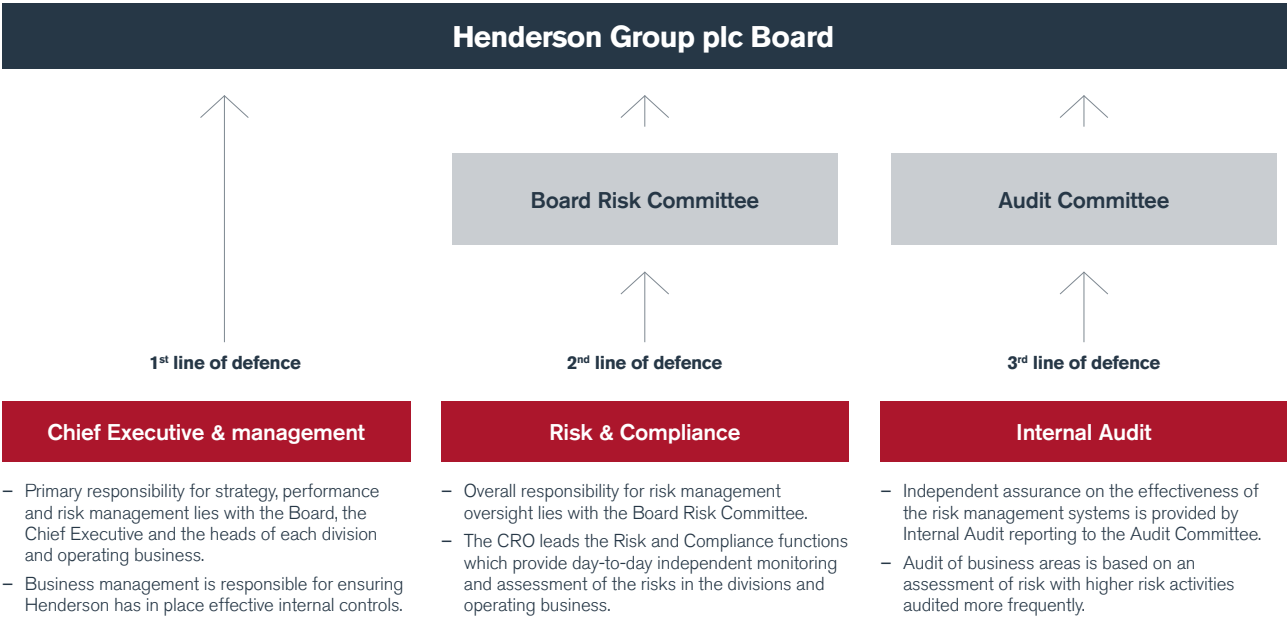 Henderson Group plc Board
Board Risk Committee
Audit Committee
1st line of defence
2nd line of defence
3rd line of defence
Chief Executive & management
Risk & Compliance
Internal Audit
– Primary responsibility for strategy, performance
and risk management lies with the Board, the
Chief Executive and the heads of each division
and operating business.
– Business management is responsible for ensuring
Henderson has in place effective internal controls.
– Overall responsibility for risk management
oversight lies with the Board Risk Committee.
– The CRO leads the Risk and Compliance functions
which provide day-to-day independent monitoring
and assessment of the risks in the divisions and
operating business.
– Independent assurance on the effectiveness of
the risk management systems is provided by
Internal Audit reporting to the Audit Committee.
– Audit of business areas is based on an
assessment of risk with higher risk activities
audited more frequently.